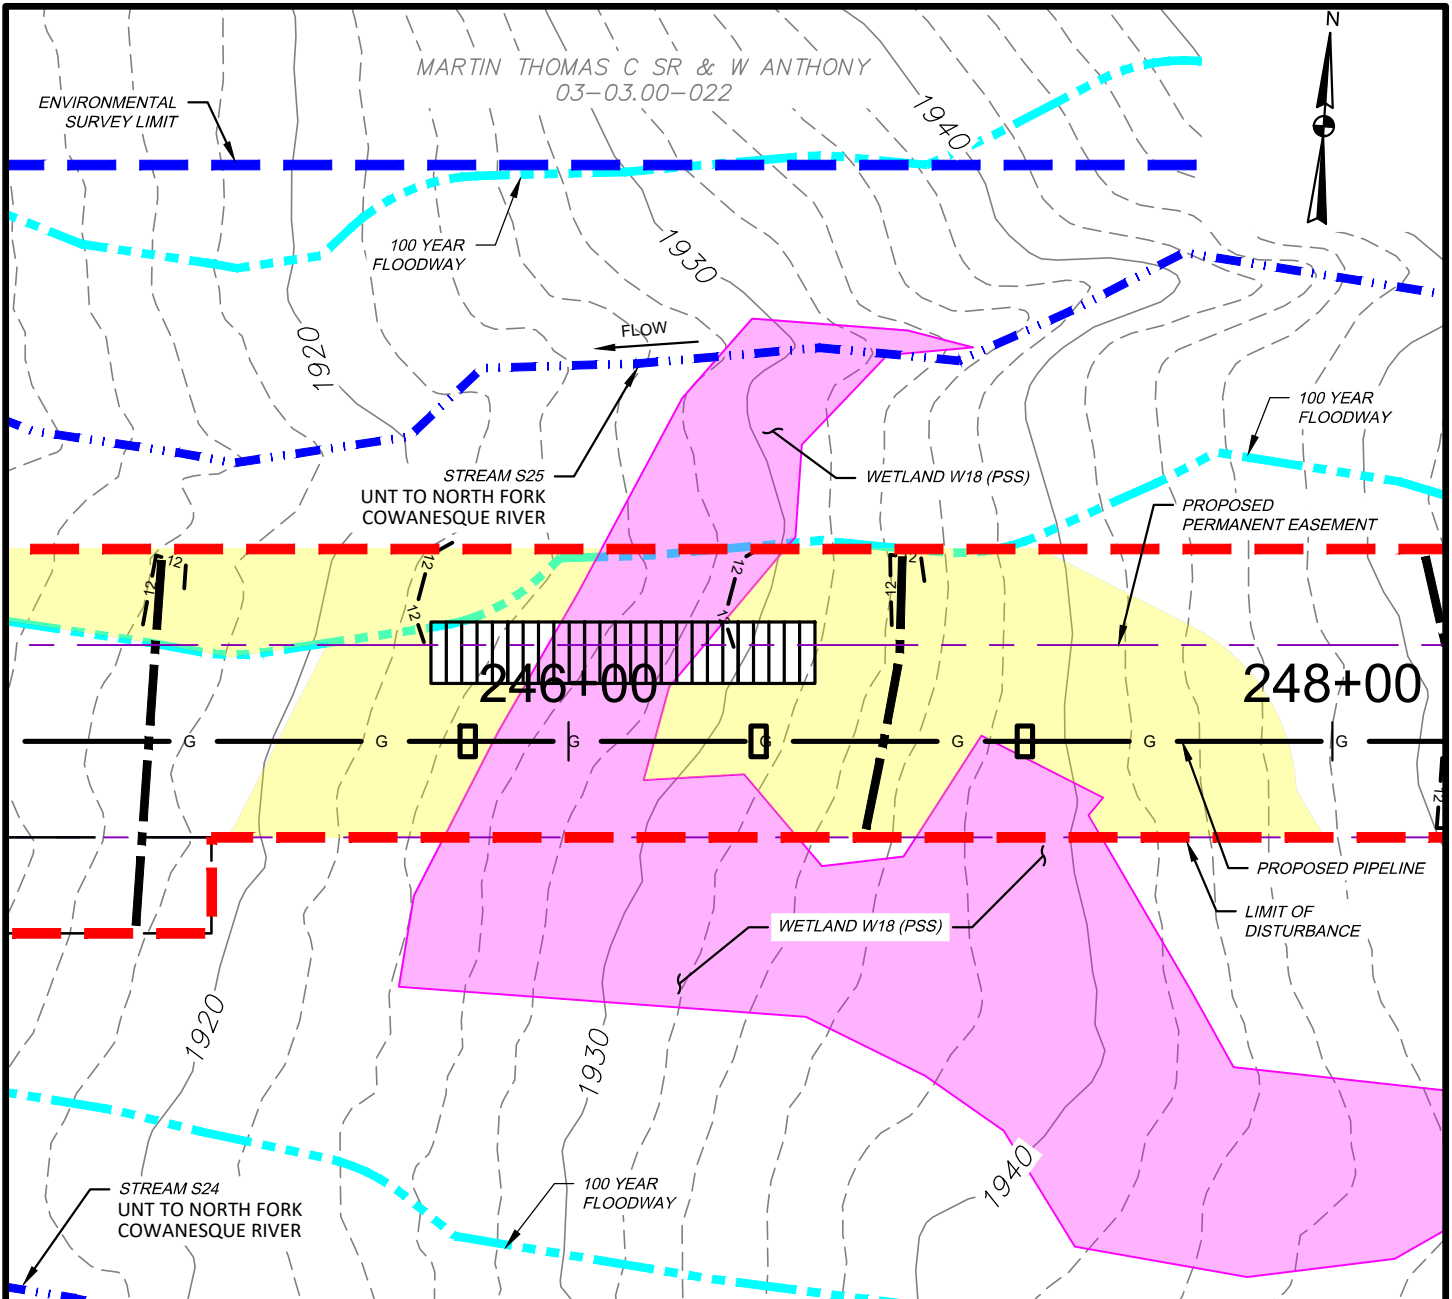 N
MARTIN THOMAS C SR & W ANTHONY
03-03.00-022
ENVIRONMENTAL
SURVEY LIMIT
1940
100 YEAR
FLOODWAY
1930
FLOW
1920
100 YEAR
FLOODWAY
STREAM S25
UNT TO NORTH FORK
COWANESQUE RIVER
WETLAND W18 (PSS)
PROPOSED
PERMANENT EASEMENT
12
12
12
12
12
12
12
12
246+00
248+00
G
G
G
G
G
G
G
12
PROPOSED PIPELINE
LIMIT OF
DISTURBANCE
WETLAND W18 (PSS)
1920
1930
1940
STREAM S24
UNT TO NORTH FORK
COWANESQUE RIVER
100 YEAR
FLOODWAY